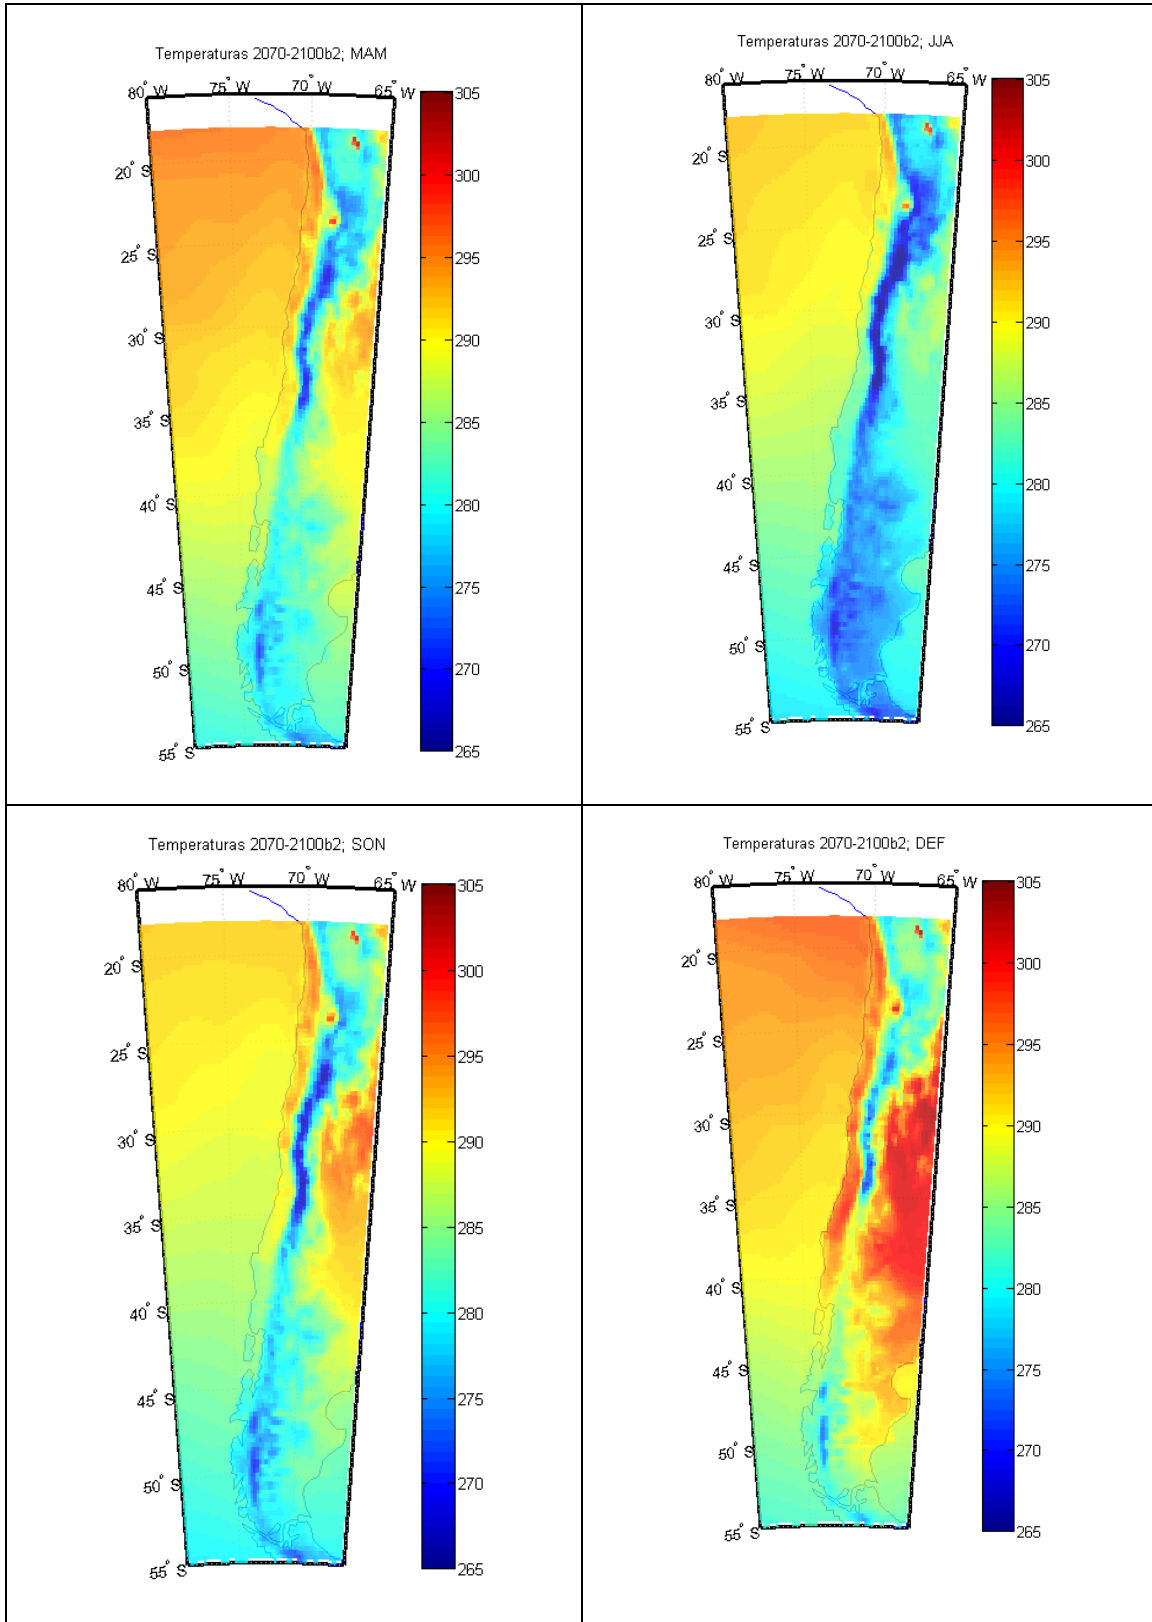 Temperaturas 2070-2100b2; MAM
80° W 75° W 70° W 65° W
305
300
295
290
285
280
275
270
265
20° S
25° S
30° S
35° S
40° S
45° S
50° S
55° S
Temperaturas 2070-2100b2; JJA
80° W 75° W 70° W 65° W
305
300
295
290
285
280
275
270
265
20° S
25° S
30° S
35° S
40° S
45° S
50° S
55° S
Temperaturas 2070-2100b2; SON
80° W 75° W 70° W 65° W
305
300
295
290
285
280
275
270
265
20° S
25° S
30° S
35° S
40° S
45° S
50° S
55° S
Temperaturas 2070-2100b2; DEF
80° W 75° W 70° W 65° W
305
300
295
290
285
280
275
270
265
20° S
25° S
30° S
35° S
40° S
45° S
50° S
55° S